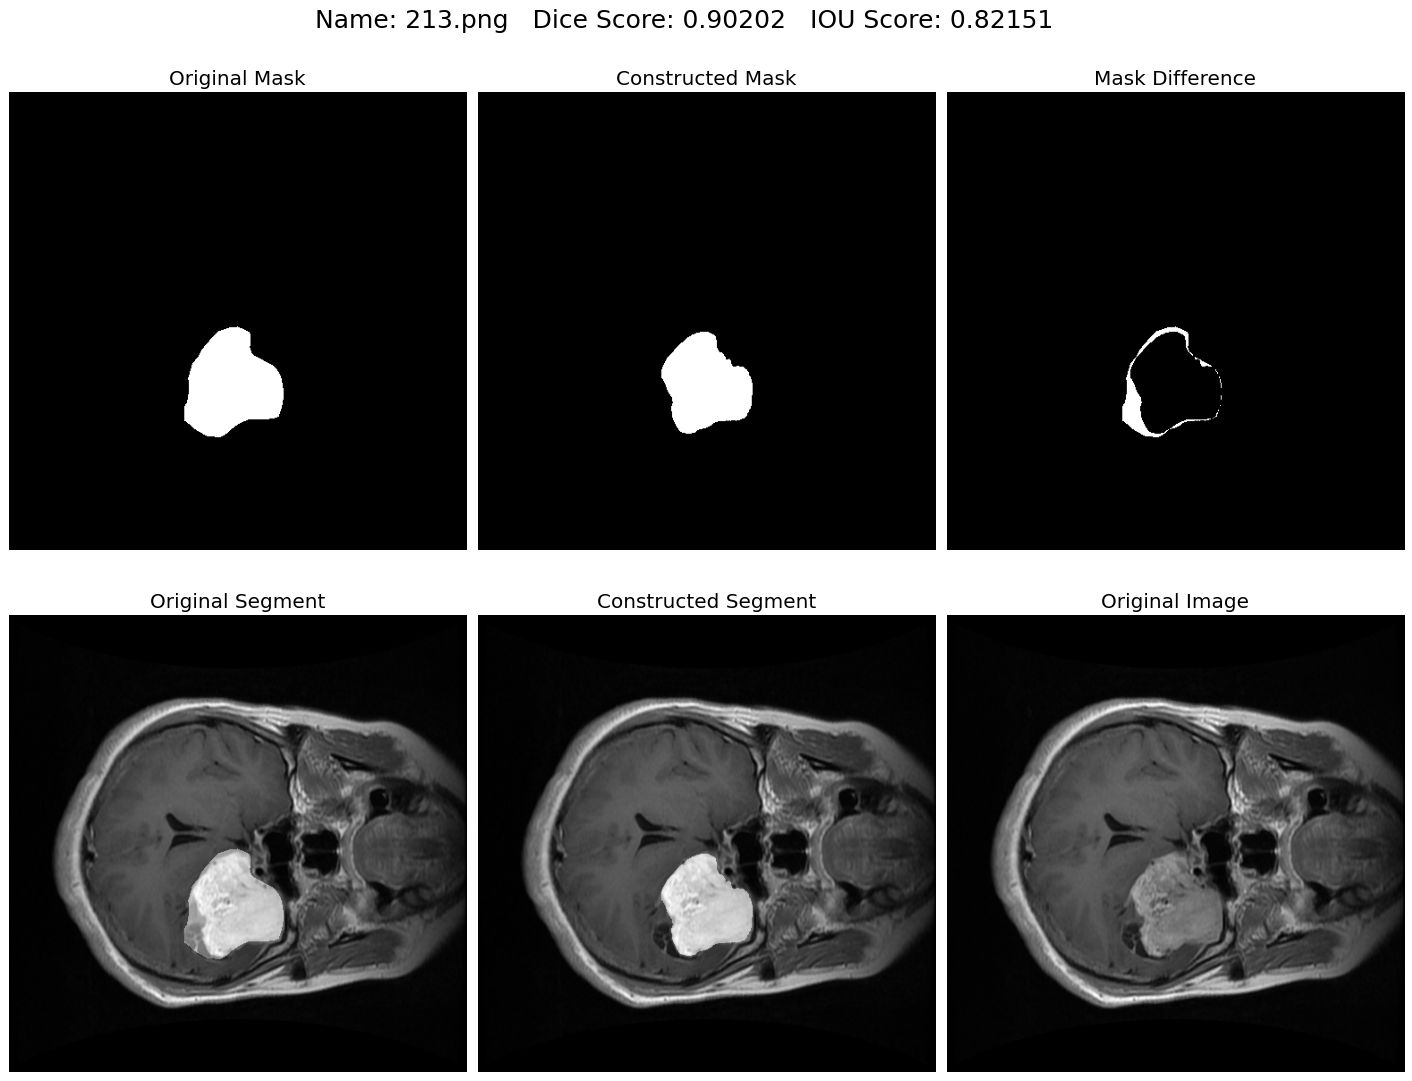 Name: 213.png   Dice Score: 0.90202   IOU Score: 0.82151
Original Mask
Constructed Mask
Mask Difference
Original Segment
Constructed Segment
Original Image